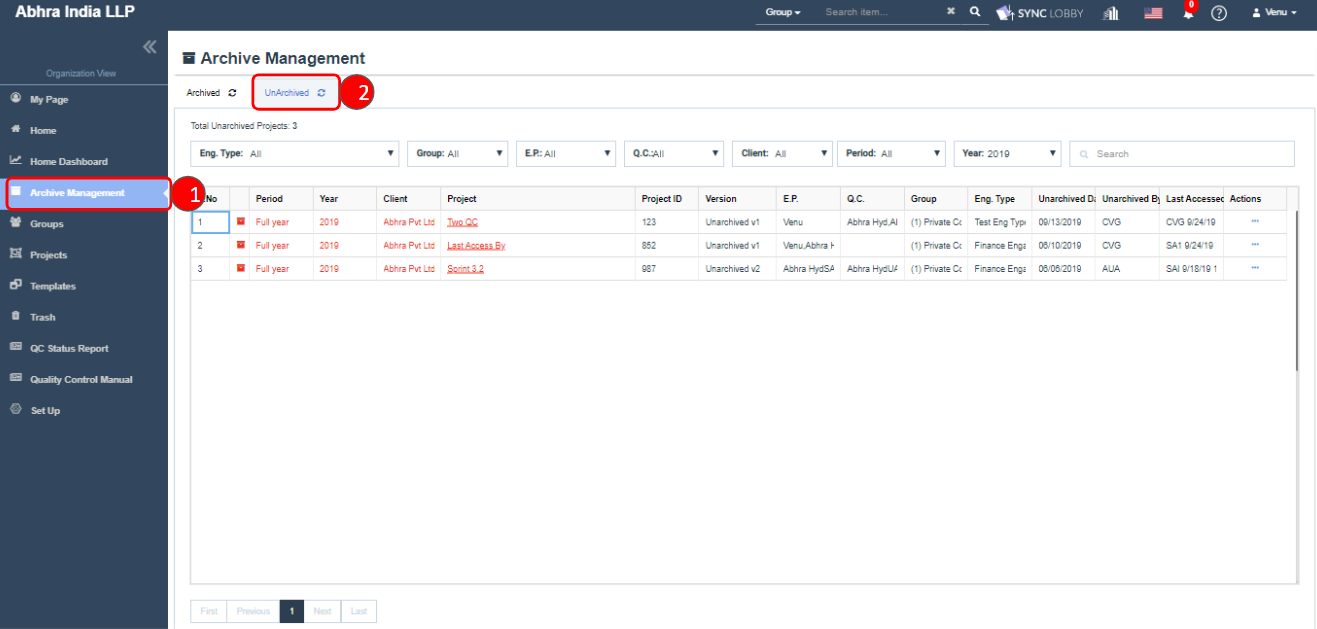 Abhra India LLP
Group
Search item...
SYNC LOBBY
0
Venu
Organization View
My Page
Home
Home Dashboard
Archive Management
1
Groups
Projects
Templates
Trash
QC Status Report
Quality Control Manual
Set Up
Archive Management
Archived
UnArchived
2
Total Unarchived Projects: 3
Eng. Type: All
Group: All
E.P.: All
Q.C.:All
Client: All
Period: All
Year: 2019
Search
No Period Year Client Project Project ID Version E.P. Q.C. Group Eng. Type Unarchived Da Unarchived By Last Accessed Actions
1 Full year 2019 Abhra Pvt Ltd Two QC 123 Unarchived v1 Venu Abhra Hyd,Al (1) Private Cc Test Eng Type 09/13/2019 CVG CVG 9/24/19 ...
2 Full year 2019 Abhra Pvt Ltd Last Access By 852 Unarchived v1 Venu,Abhra H (1) Private Cc Finance Enga 06/10/2019 CVG SA1 9/24/19 ...
3 Full year 2019 Abhra Pvt Ltd Sprint 3.2 987 Unarchived v2 Abhra HydSA Abhra HydUA (1) Private Cc Finance Enga 06/06/2019 AUA SAI 9/18/19 1 ...
First Previous 1 Next Last